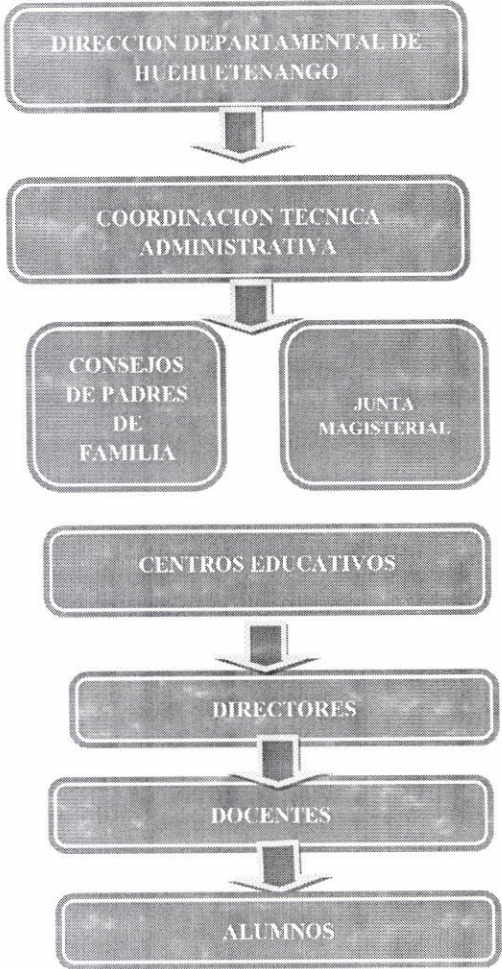 DIRECCION DEPARTAMENTAL DE
HUEHUETENANGO
COORDINACION TECNICA
ADMINISTRATIVA
CONSEJOS
DE PADRES
DE
FAMILIA
JUNTA
MAGISTERIAL
CENTROS EDUCATIVOS
DIRECTORES
DOCENTES
ALUMNOS